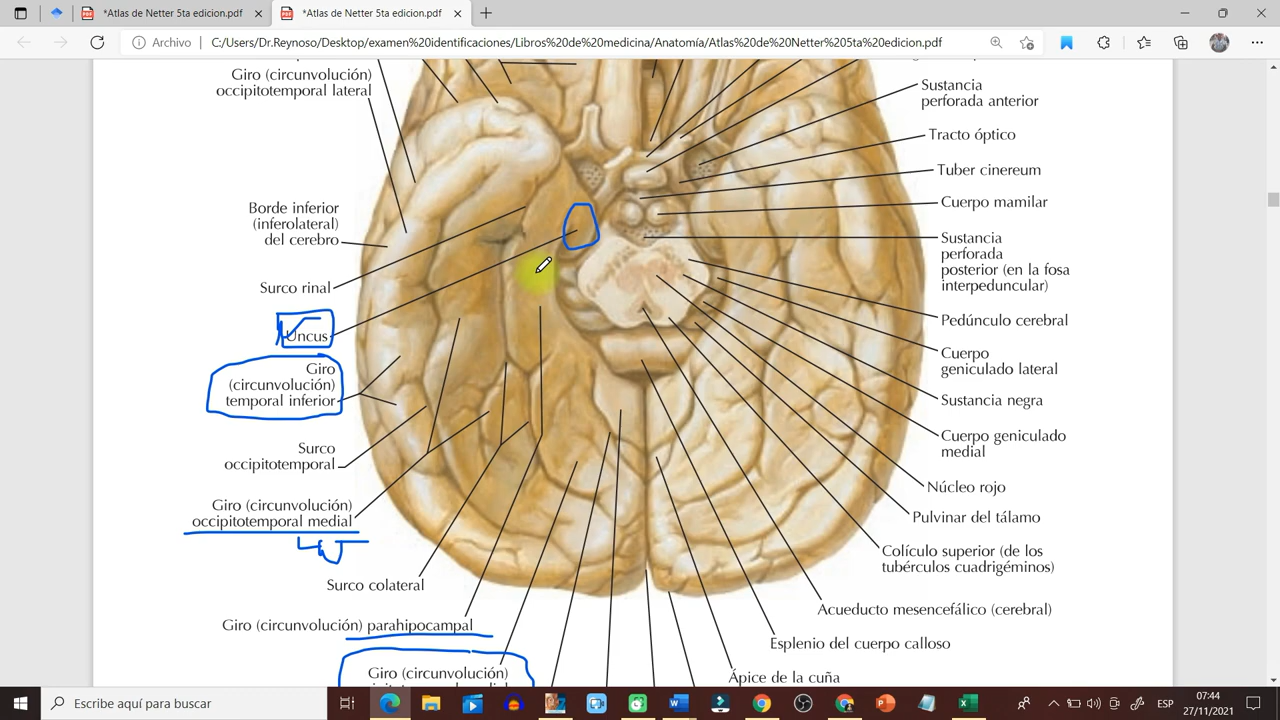 *Atlas de Netter 5ta edicion.pdf
*Atlas de Netter 5ta edicion.pdf
Archivo
C:/Users/Dr.Reynoso/Desktop/examen%20identificaciones/Libros%20de%20medicina/Anatomía/Atlas%20de%20Netter%205ta%20edicion.pdf
Giro (circunvolución)
occipitotemporal lateral
Borde inferior
(inferolateral)
del cerebro
Surco rinal
Uncus
Giro
(circunvolución)
temporal inferior
Surco
occipitotemporal
Giro (circunvolución)
occipitotemporal medial
Surco colateral
Giro (circunvolución) parahipocampal
Giro (circunvolución)
Sustancia
perforada anterior
Tracto óptico
Tuber cinereum
Cuerpo mamilar
Sustancia
perforada
posterior (en la fosa
interpeduncular)
Pedúnculo cerebral
Cuerpo
geniculado lateral
Sustancia negra
Cuerpo geniculado
medial
Núcleo rojo
Pulvinar del tálamo
Colículo superior (de los
tubérculos cuadrigéminos)
Acueducto mesencefálico (cerebral)
Esplenio del cuerpo calloso
Ápice de la cuña
Escribe aquí para buscar
ESP
07:44
27/11/2021